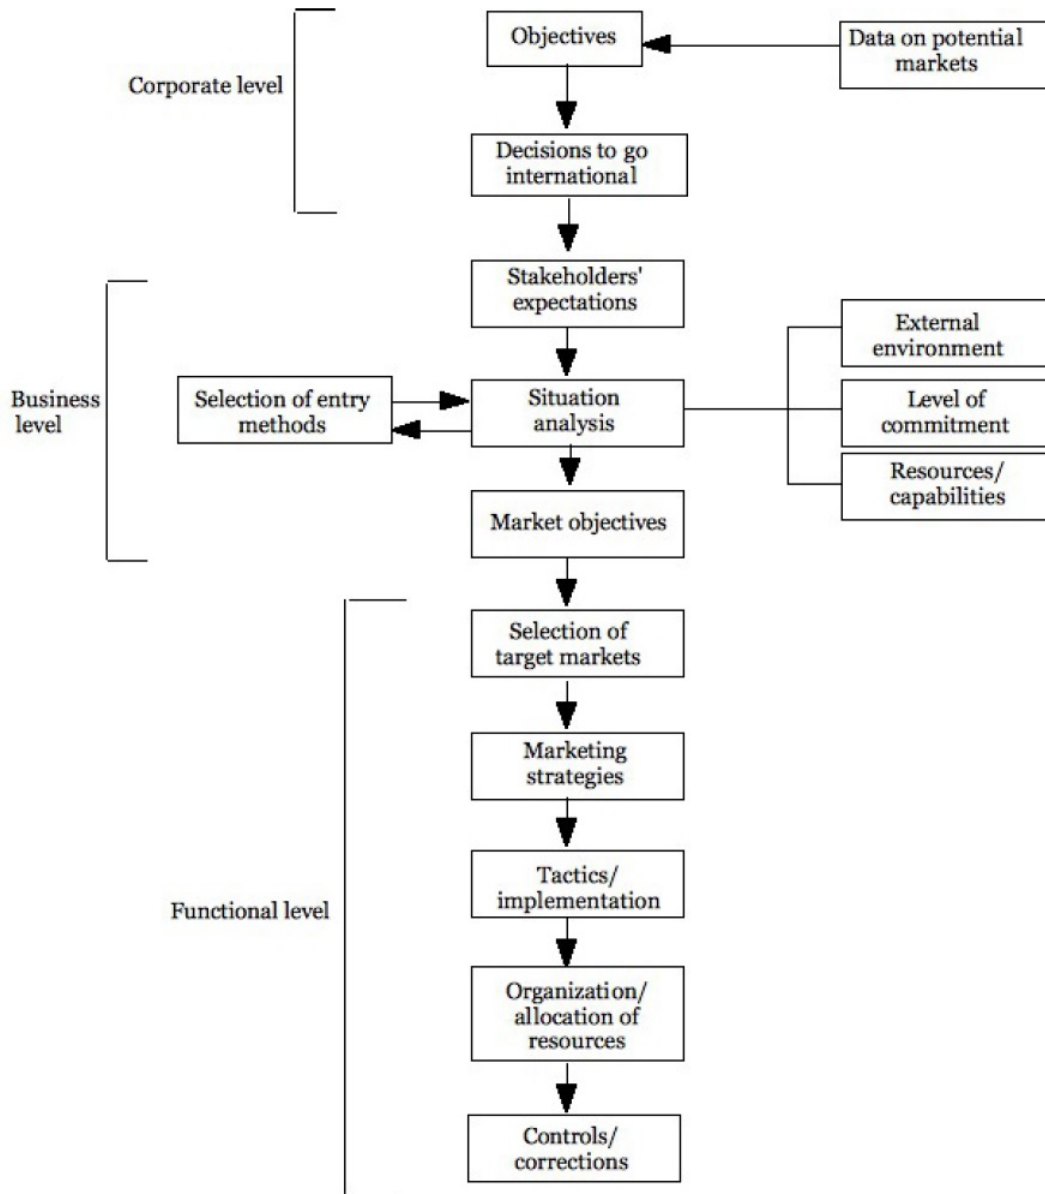 Objectives
Data on potential
markets
Corporate level
Decisions to go
international
Stakeholders'
expectations
External
environment
Business
level
Selection of entry
methods
Situation
analysis
Level of
commitment
Resources/
capabilities
Market objectives
Selection of
target markets
Marketing
strategies
Tactics/
implementation
Functional level
Organization/
allocation of
resources
Controls/
corrections